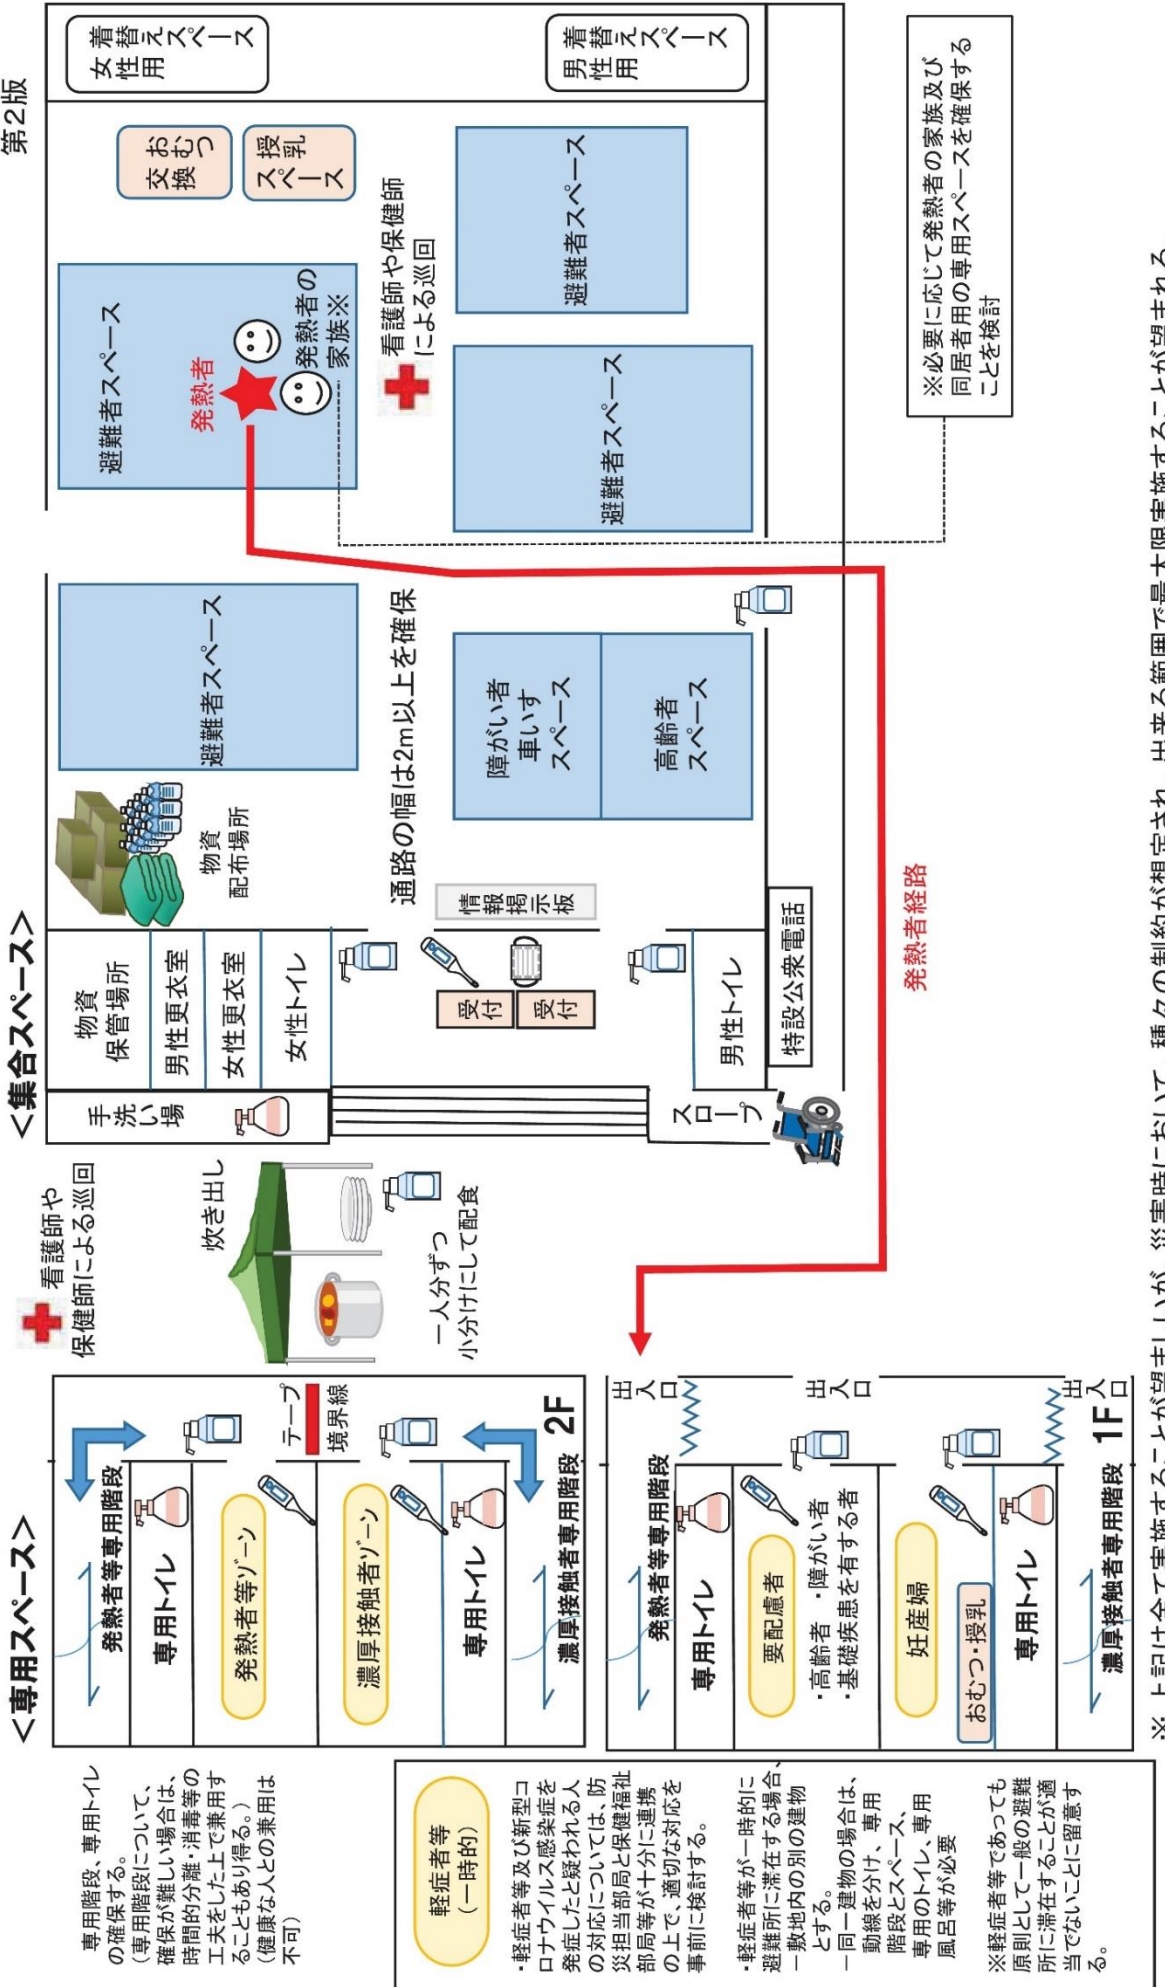 第2版
<専用スペース>
<集合スペース>
専用階段、専用トイレ
の確保する。
(専用階段について、
確保が難しい場合は、
時間的分離・消毒等の
工夫をした上で兼用す
ることもあり得る。)
(健康な人との兼用は
不可)
発熱者等専用階段
専用トイレ
発熱者等ゾーン
濃厚接触者ゾーン
専用トイレ
濃厚接触者専用階段
テープ
境界線
2F
看護師や
保健師による巡回
炊き出し
一人分ずつ
小分けにして配食
軽症者等
(一時的)
・軽症者等及び新型コ
ロナウイルス感染症を
発症したと疑われる人
の対応については、防
災担当部局と保健福祉
部局等が十分に連携
の上で、適切な対応を
事前に検討する。
・軽症者等が一時的に
避難所に滞在する場合、
－敷地内の別の建物
とする。
－同一建物の場合は、
動線を分け、専用
階段とスペース、
専用のトイレ、専用
風呂等が必要
※軽症者等であっても
原則として一般の避難
所に滞在することが適
当でないことに留意す
る。
発熱者等専用階段
専用トイレ
要配慮者
・高齢者 ・障がい者
・基礎疾患を有する者
妊産婦
おむつ・授乳
専用トイレ
濃厚接触者専用階段
1F
出入口
出入口
出入口
手洗い場
スロープ
物資
保管場所
男性更衣室
女性更衣室
女性トイレ
受付
受付
男性トイレ
特設公衆電話
物資
配布場所
情報掲示板
通路の幅は2m以上を確保
避難者スペース
障がい者
車いす
スペース
高齢者
スペース
発熱者経路
避難者スペース
発熱者
発熱者の
家族※
看護師や保健師
による巡回
避難者スペース
避難者スペース
おむつ
交換
授乳
スペース
女性用
着替えスペース
男性用
着替えスペース
※必要に応じて発熱者の家族及び
同居者用の専用スペースを確保する
ことを検討
※ 上記は全て実施することが望ましいが、災害時において、種々の制約が想定され、出来る範囲で最大限実施することが望まれる。